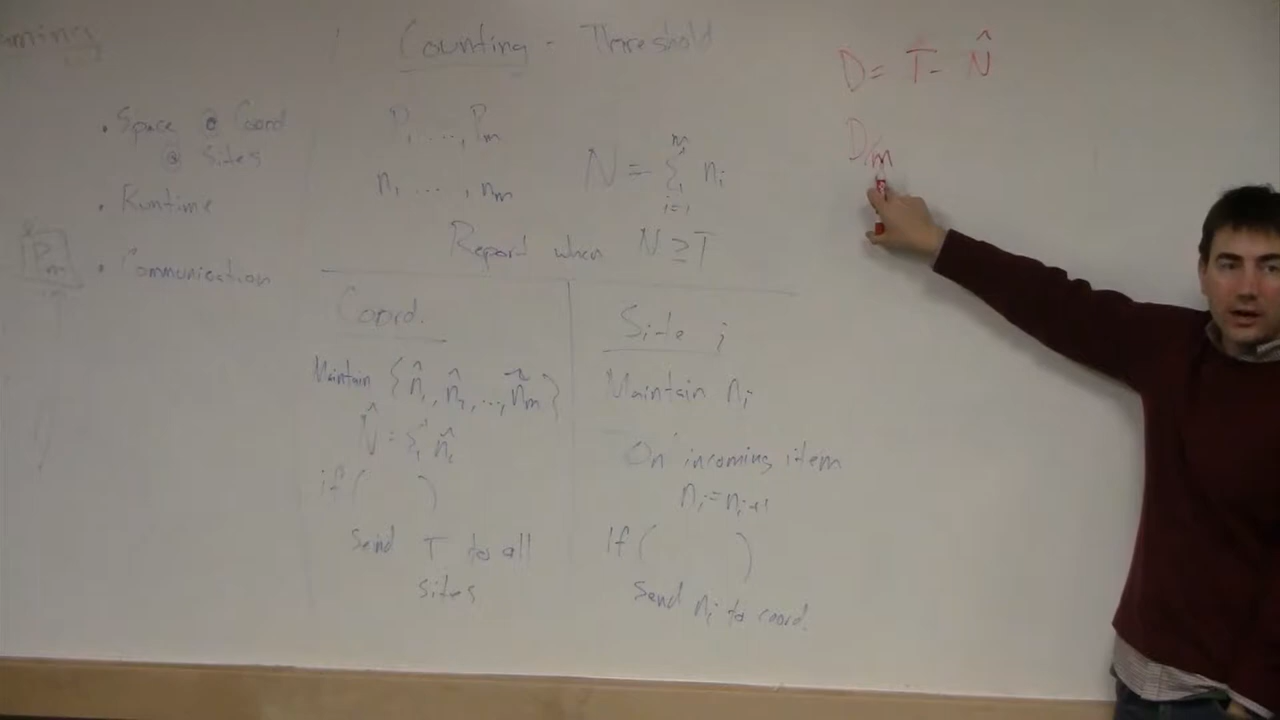 Counting - Threshold
• Space @ Coord
@ Sites
• Runtime
• Communication
Pm
P1, ..., Pm
n1 ... , nm
N = Σ i=1 m ni
Report when N ≥ T
Coord.
Maintain {n̂1, n̂2, ..., n̂m}
N̂ = Σ n̂i
if ( )
Send T to all
sites
Site i
Maintain ni
On incoming item
ni = ni+1
If ( )
Send ni to coord.
D = T - N̂
D/m